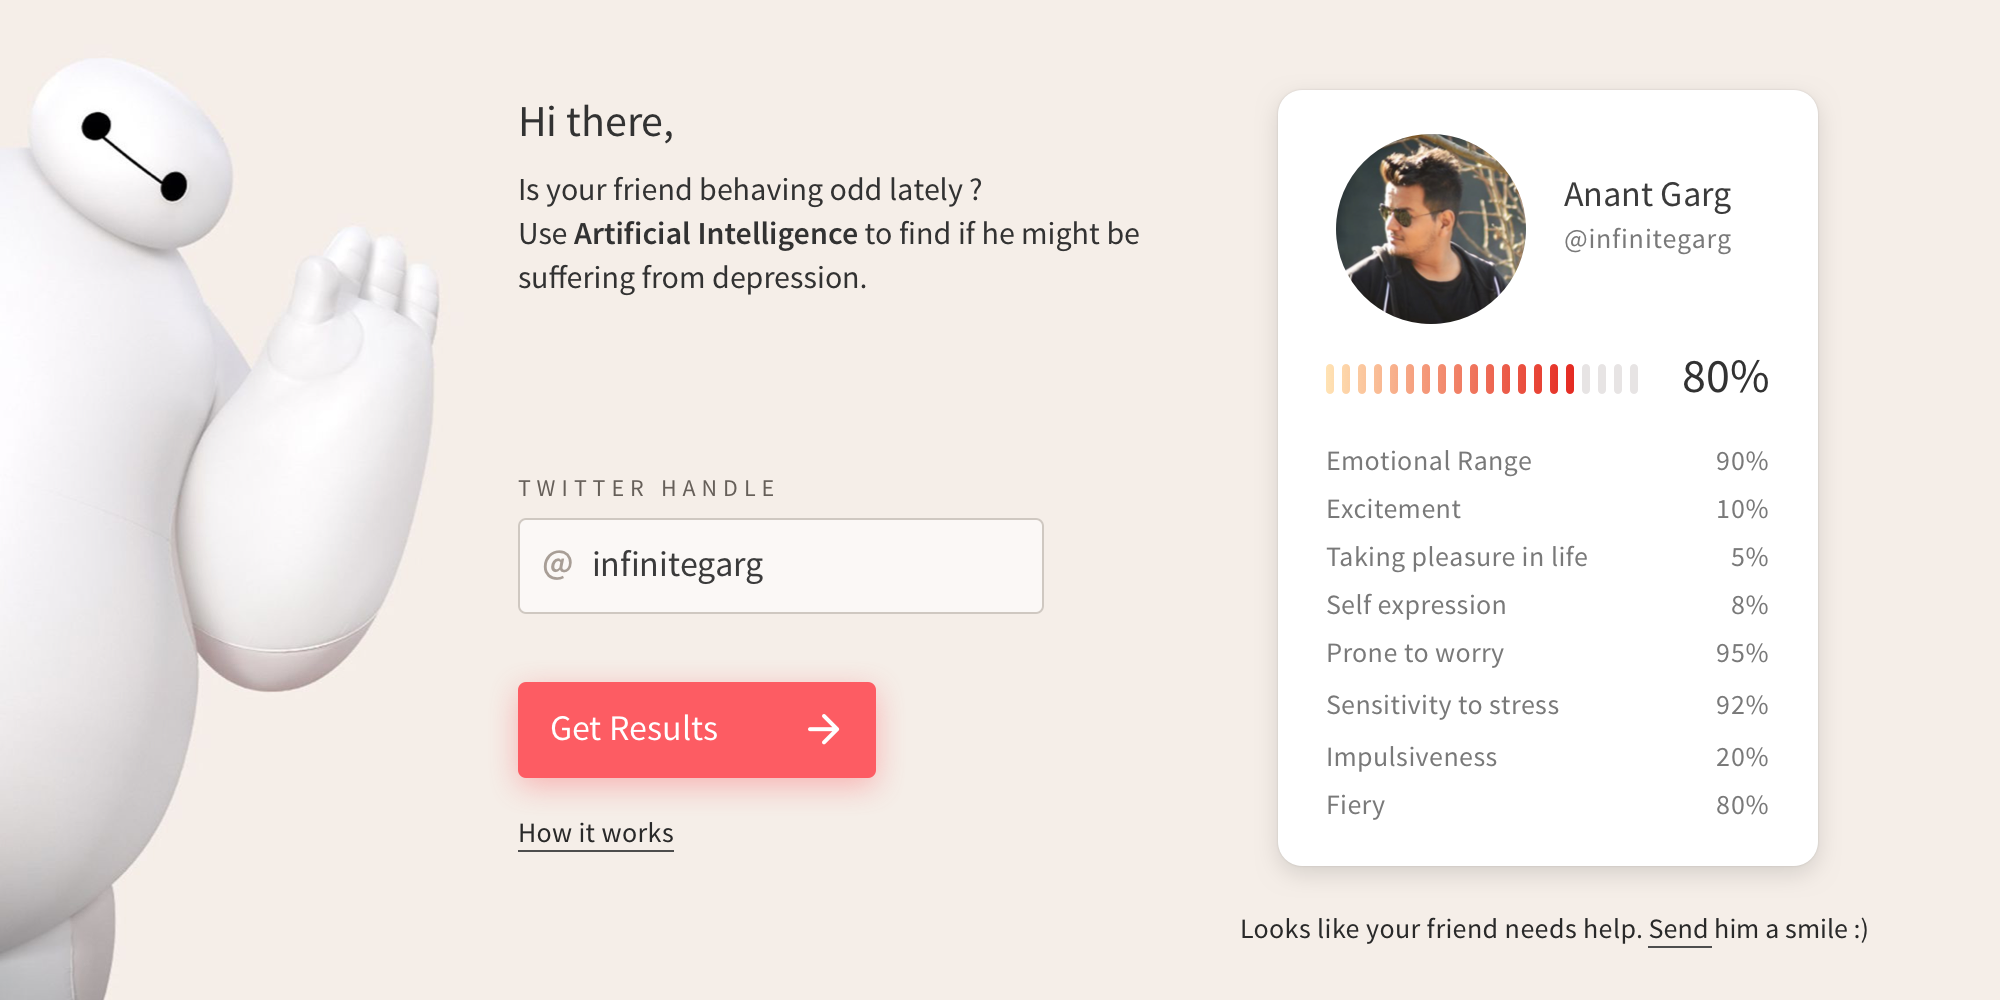 Hi there,
Is your friend behaving odd lately ?
Use Artificial Intelligence to find if he might be
suffering from depression.
TWITTER HANDLE
@ infinitegarg
Get Results
How it works
Anant Garg
@infinitegarg
80%
Emotional Range 90%
Excitement 10%
Taking pleasure in life 5%
Self expression 8%
Prone to worry 95%
Sensitivity to stress 92%
Impulsiveness 20%
Fiery 80%
Looks like your friend needs help. Send him a smile :)